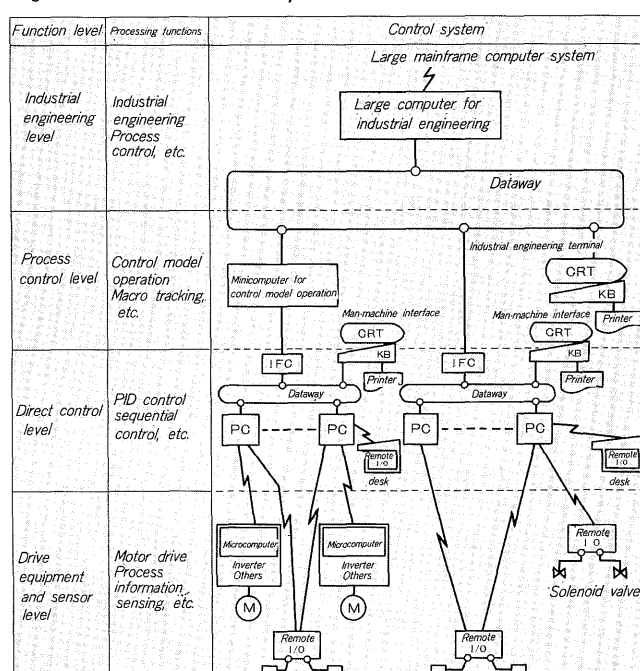 Function level
Processing functions
Control system
Large mainframe computer system
Industrial
engineering
level
Industrial
engineering
Process
control, etc.
Large computer for
industrial engineering
Dataway
Process
control level
Control model
operation
Macro tracking,
etc.
Minicomputer for
control model operation
Industrial engineering terminal
CRT
KB
Printer
Man-machine interface
CRT
KB
Printer
Man-machine interface
CRT
KB
Printer
IFC
IFC
Direct control
level
PID control
sequential
control, etc.
Dataway
Dataway
PC
PC
PC
PC
Remote
I/O
desk
Remote
I/O
desk
Drive
equipment
and sensor
level
Motor drive
Process
information
sensing, etc.
Microcomputer
Inverter
Others
M
Microcomputer
Inverter
Others
M
Remote
I O
Solenoid valve
Remote
I/O
Remote
I/O